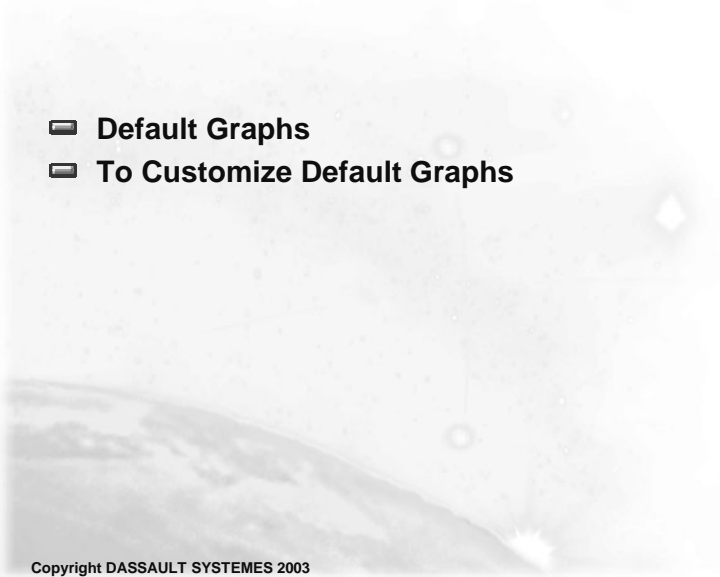 Default Graphs
To Customize Default Graphs
Copyright DASSAULT SYSTEMES 2003